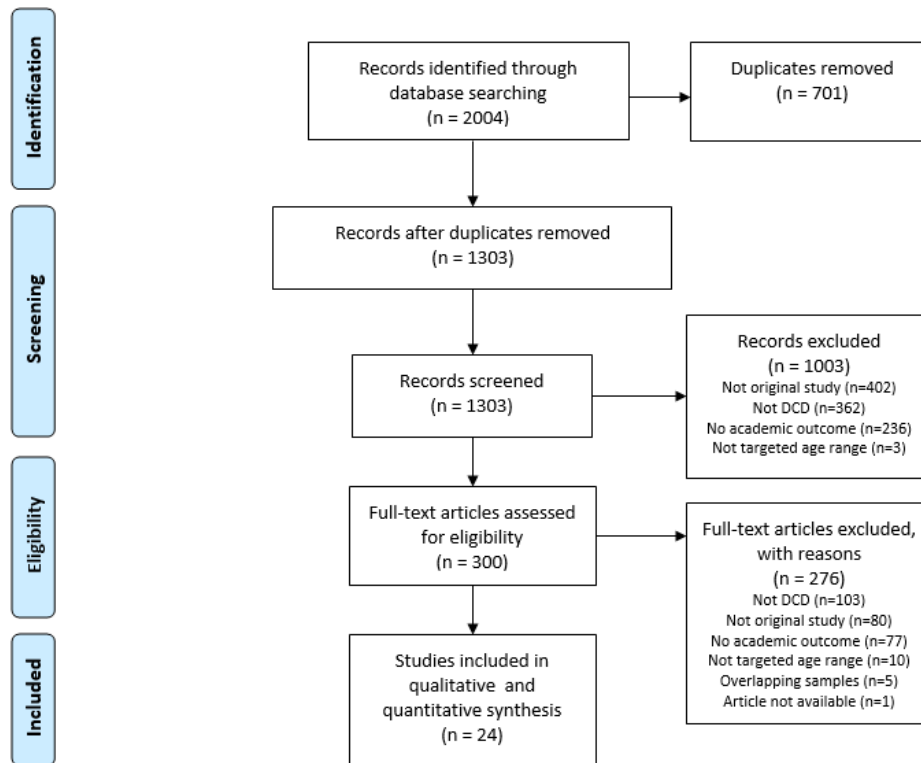 Identification
Records identified through
database searching
(n = 2004)
Duplicates removed
(n = 701)
Screening
Records after duplicates removed
(n = 1303)
Records screened
(n = 1303)
Records excluded
(n = 1003)
Not original study (n=402)
Not DCD (n=362)
No academic outcome (n=236)
Not targeted age range (n=3)
Eligibility
Full-text articles assessed
for eligibility
(n = 300)
Full-text articles excluded,
with reasons
(n = 276)
Not DCD (n=103)
Not original study (n=80)
No academic outcome (n=77)
Not targeted age range (n=10)
Overlapping samples (n=5)
Article not available (n=1)
Included
Studies included in
qualitative and
quantitative synthesis
(n = 24)